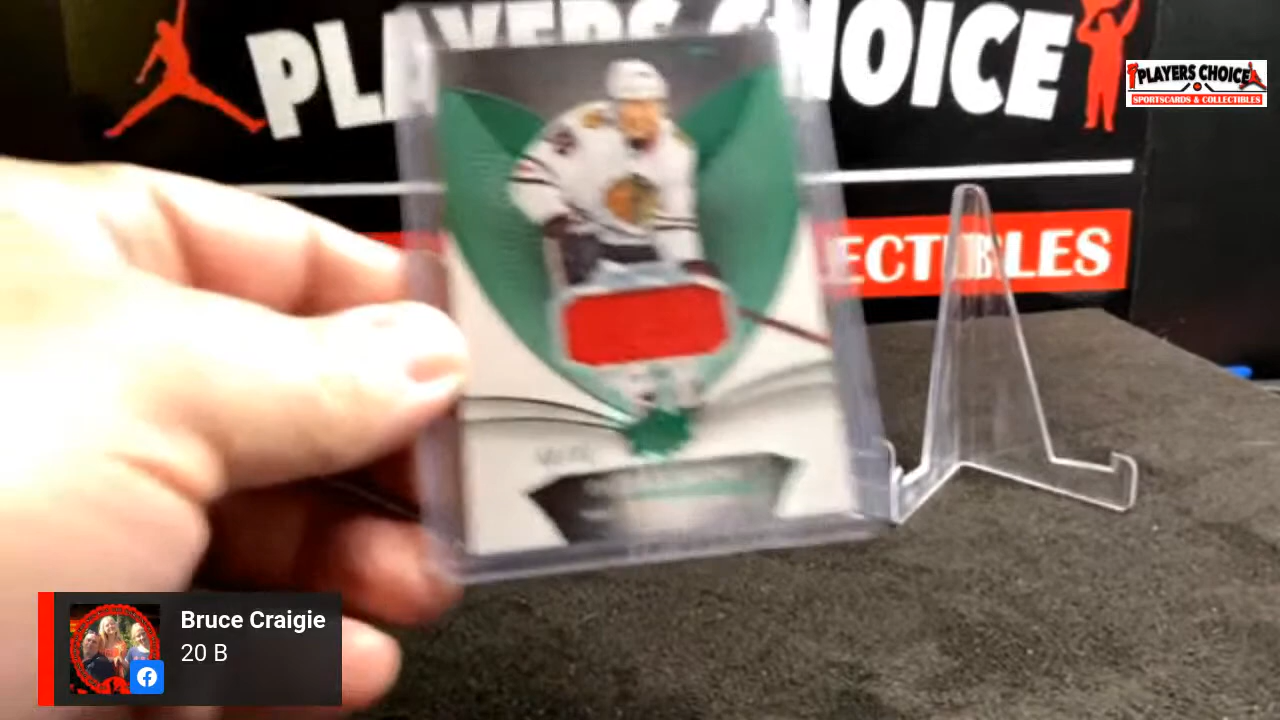 PLAYERS CHOICE
ECTIBLES
PLAYERS CHOICE
SPORTSCARDS & COLLECTIBLES
Bruce Craigie
20 B